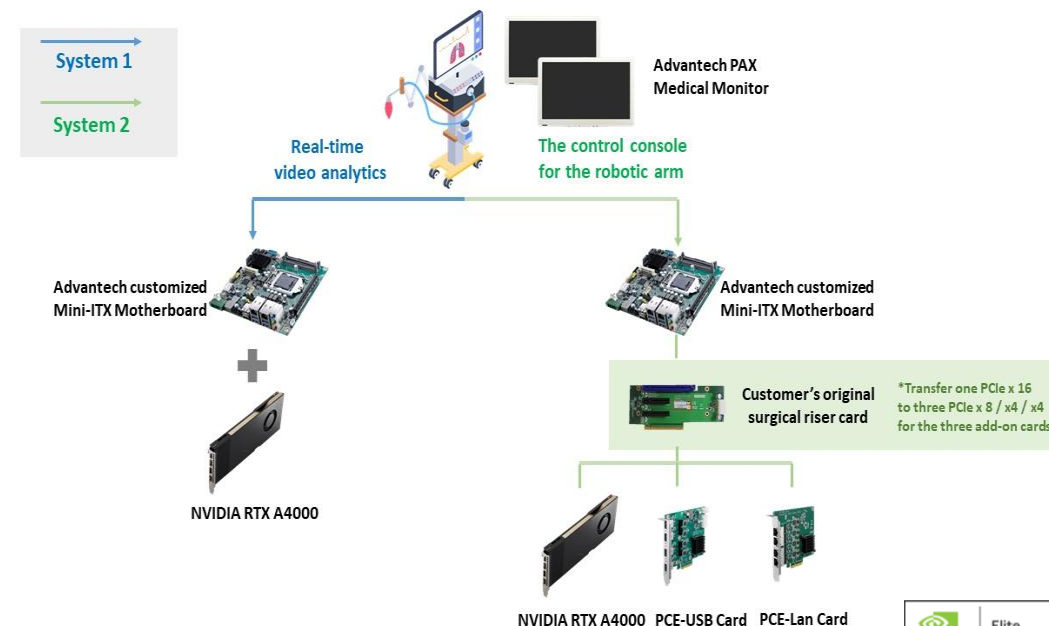 System 1
System 2
Advantech PAX
Medical Monitor
Real-time
video analytics
The control console
for the robotic arm
Advantech customized
Mini-ITX Motherboard
Advantech customized
Mini-ITX Motherboard
Customer's original
surgical riser card
*Transfer one PCIe x 16
to three PCIe x 8 / x4 / x4
for the three add-on cards
NVIDIA RTX A4000
NVIDIA RTX A4000
PCE-USB Card
PCE-Lan Card
Elite